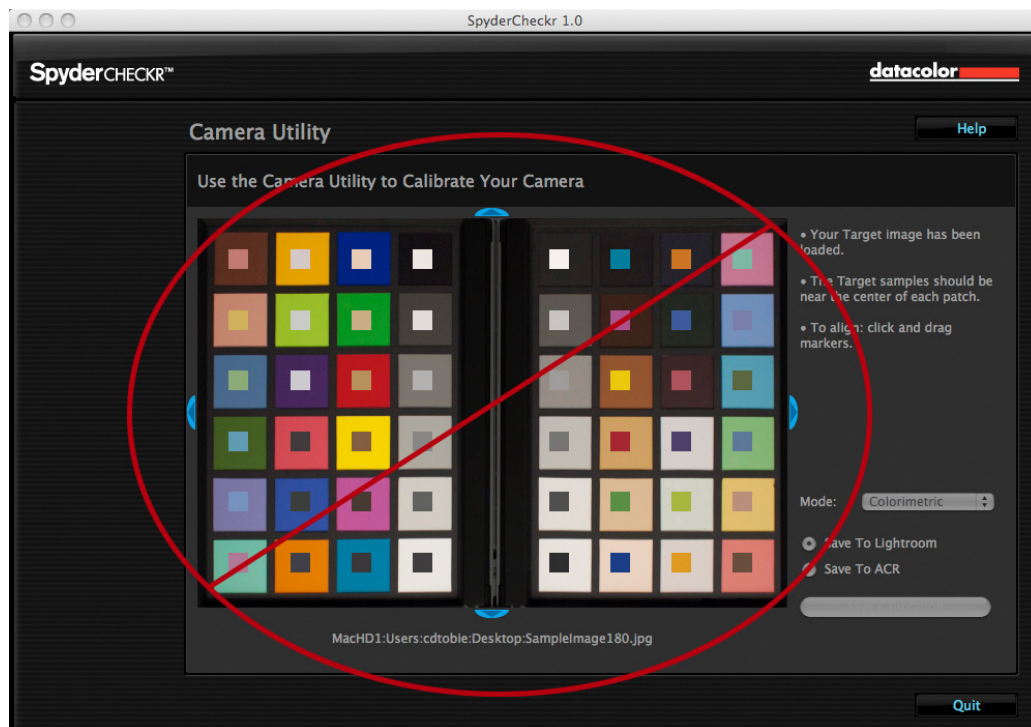 SpyderCheckr 1.0
SpyderCHECKR™
datacolor
Camera Utility
Help
Use the Camera Utility to Calibrate Your Camera
• Your Target image has been
loaded.
• The Target samples should be
near the center of each patch.
• To align: click and drag
markers.
Mode:
Colorimetric
Save To Lightroom
Save To ACR
MacHD1:Users:cdtobie:Desktop:SampleImage180.jpg
Quit